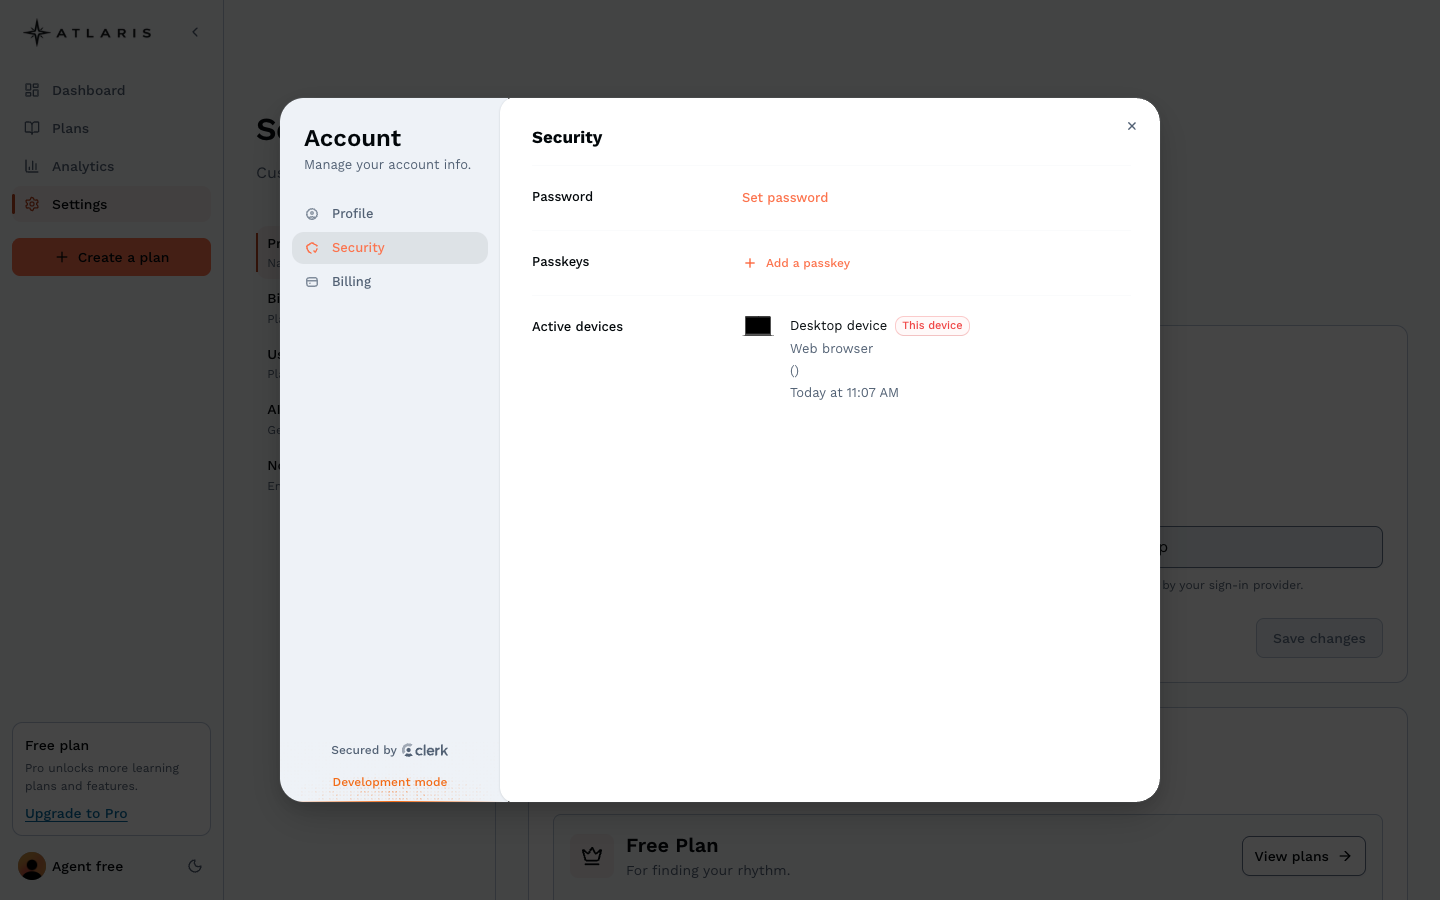 ATLARIS
Dashboard
Plans
Analytics
Settings
Create a plan
Free plan
Pro unlocks more learning
plans and features.
Upgrade to Pro
Agent free
Account
Manage your account info.
Profile
Security
Billing
Secured by clerk
Development mode
Security
Password
Set password
Passkeys
Add a passkey
Active devices
Desktop device
This device
Web browser
()
Today at 11:07 AM
by your sign-in provider.
Save changes
Free Plan
For finding your rhythm.
View plans